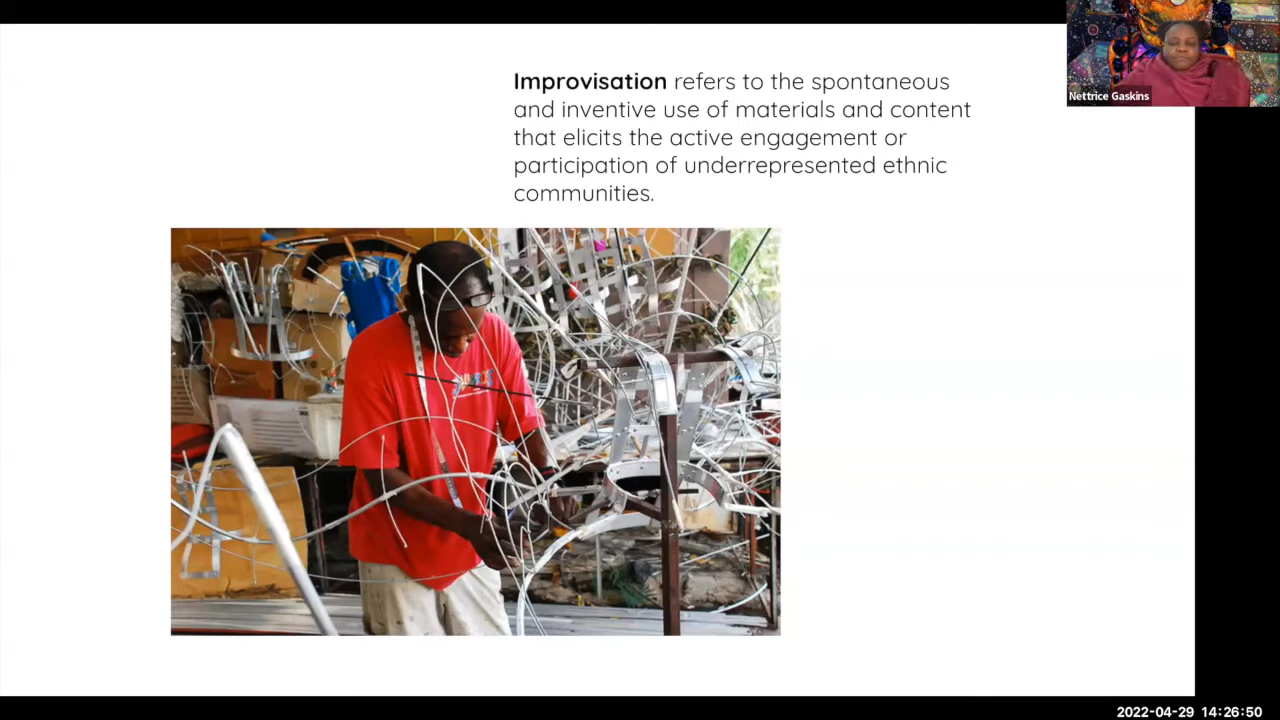 Improvisation refers to the spontaneous
and inventive use of materials and content
that elicits the active engagement or
participation of underrepresented ethnic
communities.
Nettrice Gaskins
2022-04-29 14:26:50